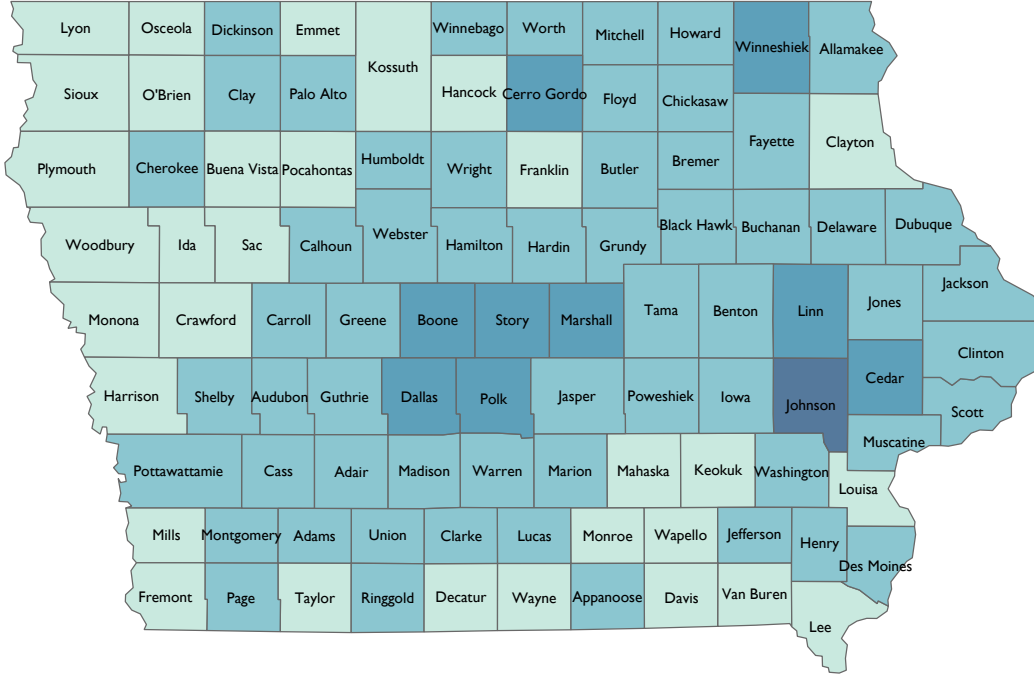 Lyon
Osceola
Dickinson
Emmet
Kossuth
Winnebago
Worth
Mitchell
Howard
Winneshiek
Allamakee
Sioux
O'Brien
Clay
Palo Alto
Hancock
Cerro Gordo
Floyd
Chickasaw
Fayette
Clayton
Plymouth
Cherokee
Buena Vista
Pocahontas
Humboldt
Wright
Franklin
Butler
Bremer
Woodbury
Ida
Sac
Calhoun
Webster
Hamilton
Hardin
Grundy
Black Hawk
Buchanan
Delaware
Dubuque
Monona
Crawford
Carroll
Greene
Boone
Story
Marshall
Tama
Benton
Linn
Jones
Jackson
Clinton
Harrison
Shelby
Audubon
Guthrie
Dallas
Polk
Jasper
Poweshiek
Iowa
Johnson
Cedar
Scott
Muscatine
Pottawattamie
Cass
Adair
Madison
Warren
Marion
Mahaska
Keokuk
Washington
Louisa
Mills
Montgomery
Adams
Union
Clarke
Lucas
Monroe
Wapello
Jefferson
Henry
Des Moines
Fremont
Page
Taylor
Ringgold
Decatur
Wayne
Appanoose
Davis
Van Buren
Lee